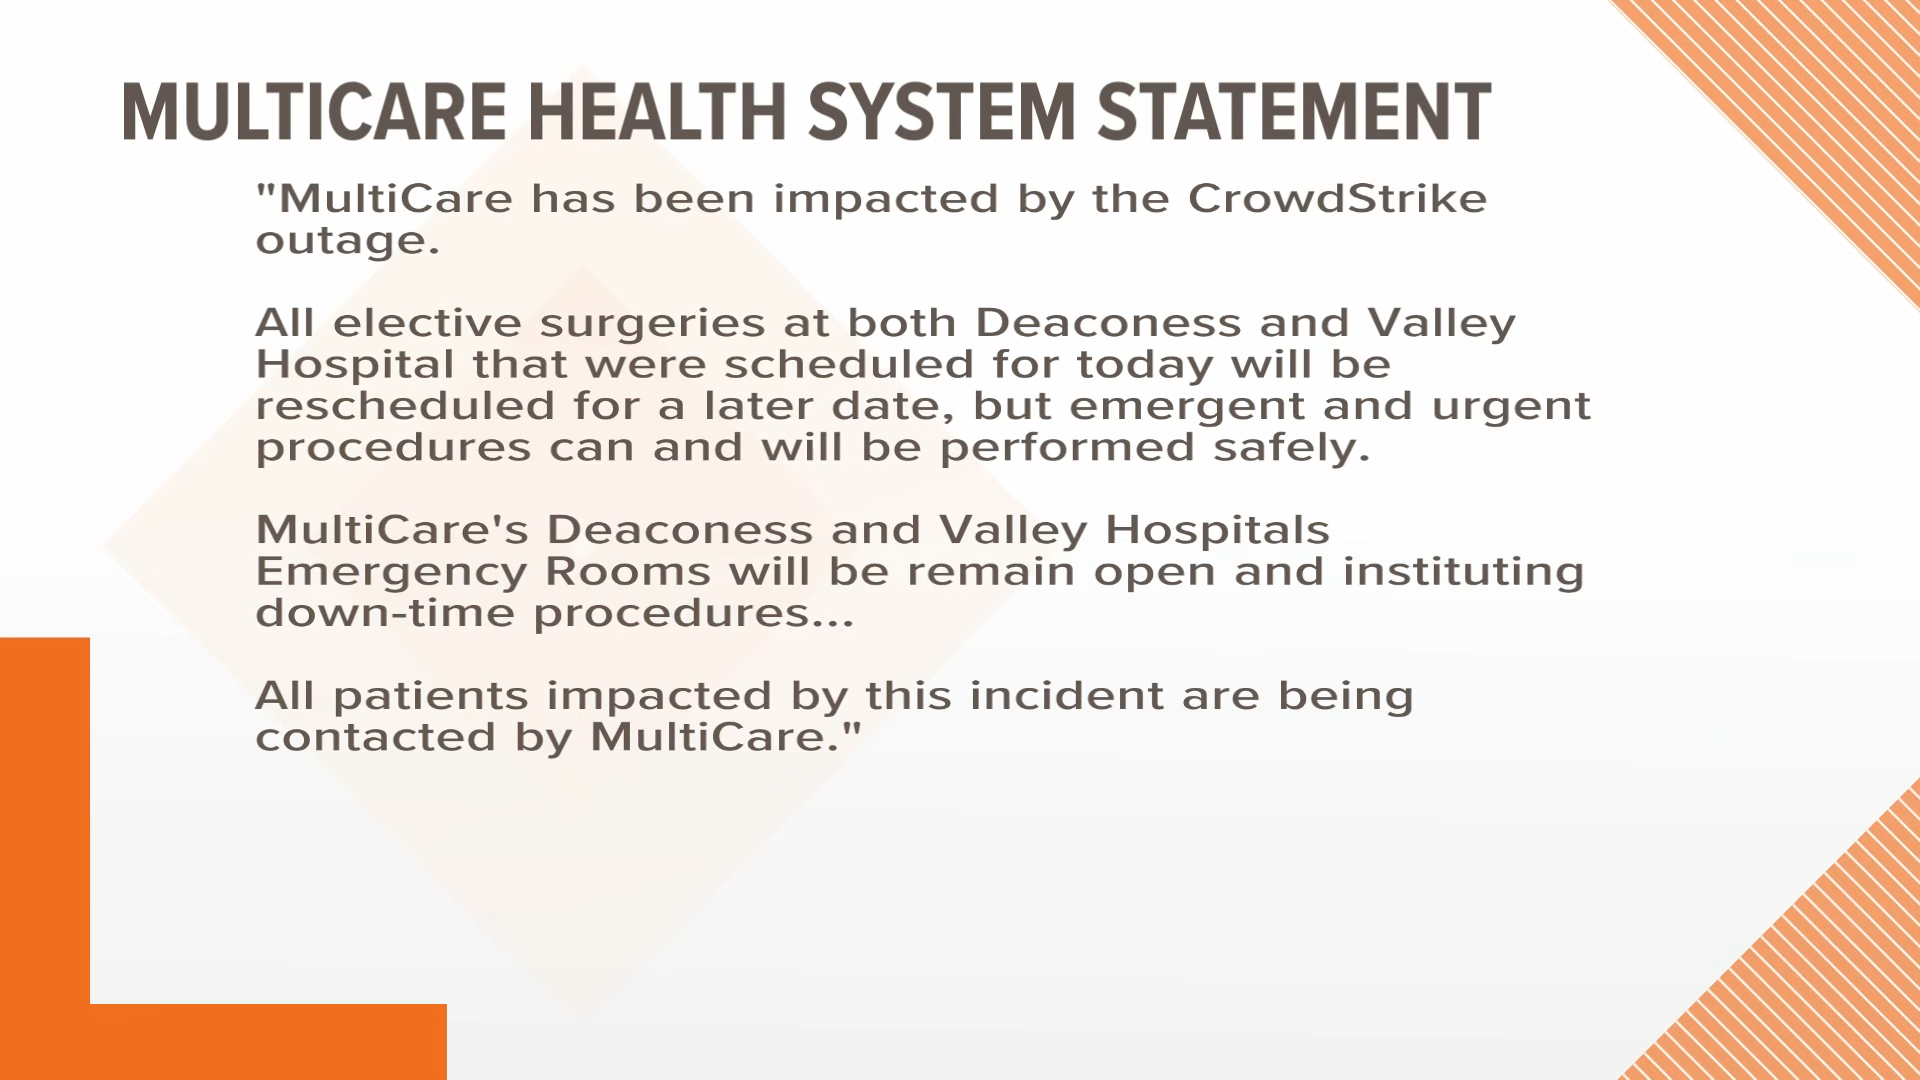 MULTICARE HEALTH SYSTEM STATEMENT
"MultiCare has been impacted by the CrowdStrike
outage.
All elective surgeries at both Deaconess and Valley
Hospital that were scheduled for today will be
rescheduled for a later date, but emergent and urgent
procedures can and will be performed safely.
MultiCare's Deaconess and Valley Hospitals
Emergency Rooms will be remain open and instituting
down-time procedures...
All patients impacted by this incident are being
contacted by MultiCare."